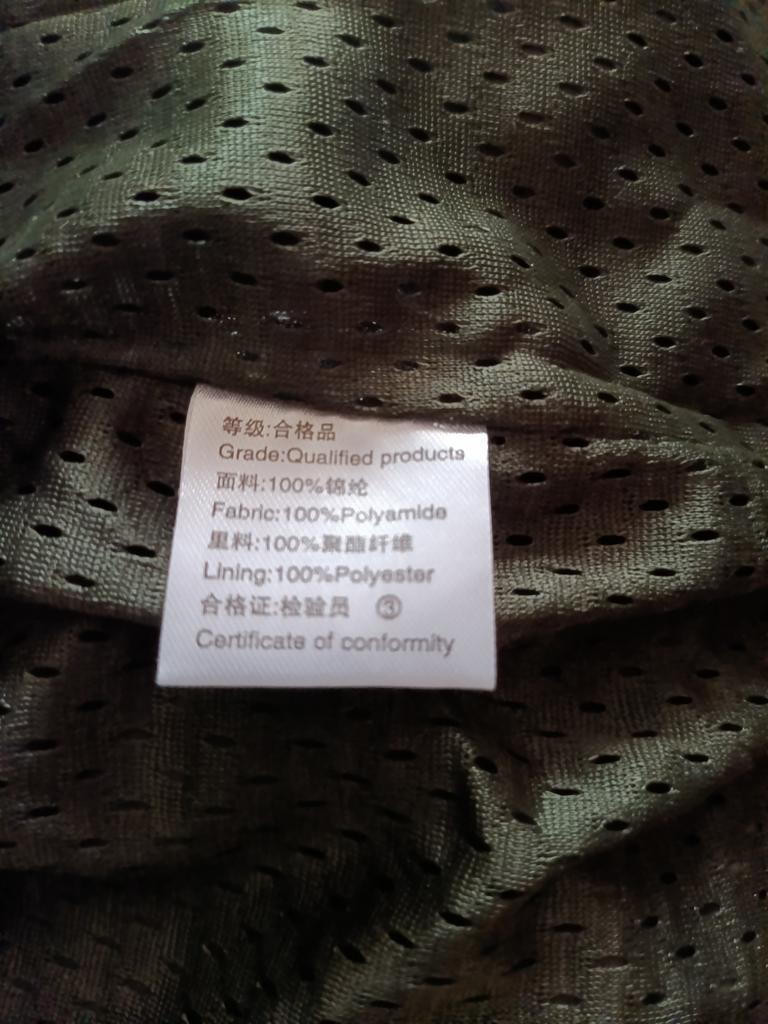 等级:合格品
Grade:Qualified products
面料:100%锦纶
Fabric:100%Polyamide
里料:100%聚酯纤维
Lining:100%Polyester
合格证:检验员 ③
Certificate of conformity